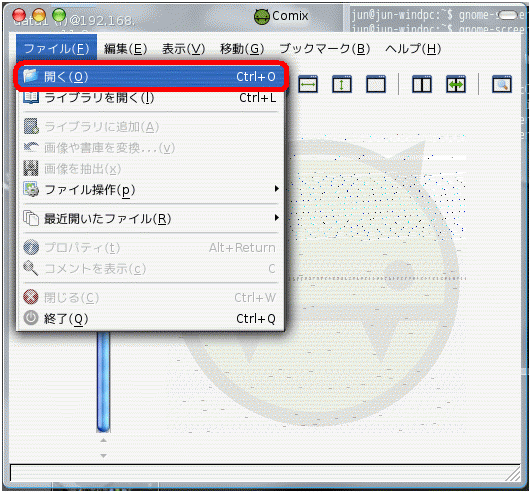 @192.168.
Comix
jun@jun-windpc:~$ gnome-scree
jun@jun-windpc:~$ gnome-scree
ファイル(F) 編集(E) 表示(V) 移動(G) ブックマーク(B) ヘルプ(H)
開く(O) Ctrl+O
ライブラリを開く(I) Ctrl+L
ライブラリに追加(A)
画像や書庫を変換...(v)
画像を抽出(x)
ファイル操作(p)
最近開いたファイル(R)
プロパティ(t) Alt+Return
コメントを表示(c) C
閉じる(C) Ctrl+W
終了(Q) Ctrl+Q